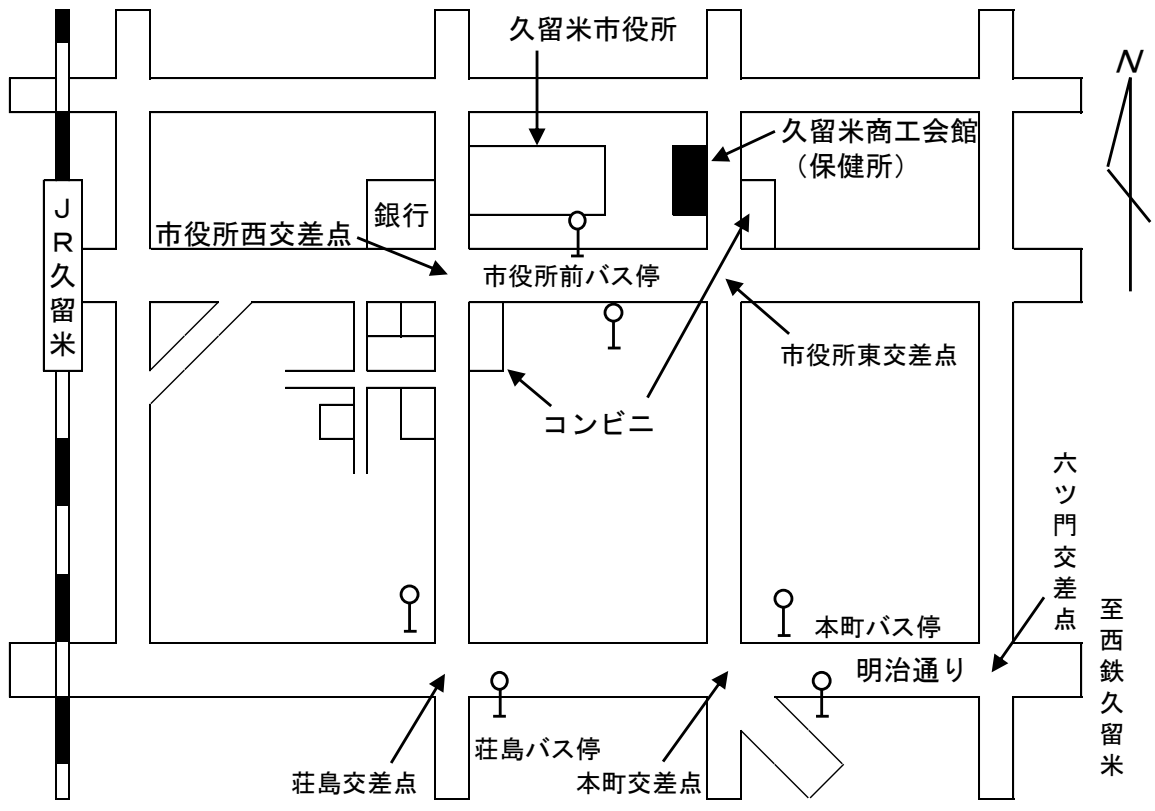 久留米市役所
N
久留米商工会館
（保健所）
JR久留米
銀行
市役所西交差点
市役所前バス停
市役所東交差点
コンビニ
六ツ門交差点
至西鉄久留米
本町バス停
明治通り
荘島バス停
荘島交差点
本町交差点